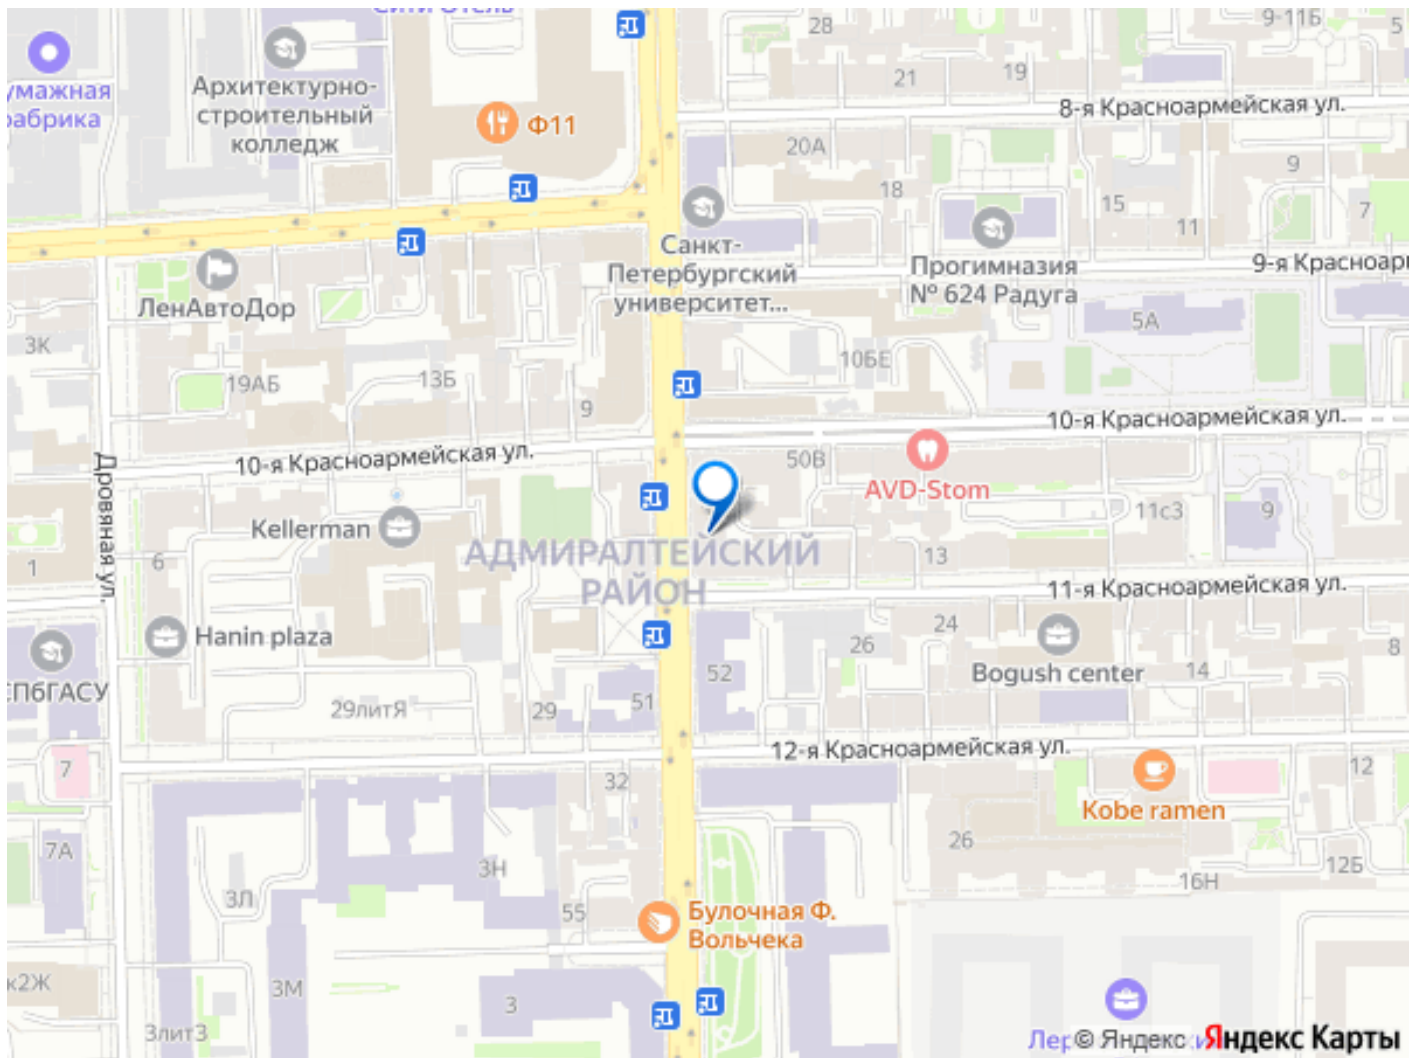 Сити Отель
28
9-11Б
5
21
19
умажная
фабрика
Архитектурно-
строительный
колледж
Ф11
8-я Красноармейская ул.
20А
9
18
15
7
11
Санкт-
Петербургский
университет...
Прогимназия
№ 624 Радуга
9-я Красноарм
ЛенАвтоДор
5А
3К
10БЕ
19АБ
13Б
9
10-я Красноармейская ул.
10-я Красноармейская ул.
50В
AVD-Stom
Дровяная ул.
Kellerman
11с3
9
АДМИРАЛТЕЙСКИЙ
РАЙОН
1
6
13
11-я Красноармейская ул.
Hanin plaza
24
26
8
Bogush center
14
СПбГАСУ
52
51
29литЯ
29
12-я Красноармейская ул.
7
32
12
Kobe ramen
26
7А
12Б
3Н
16Н
3Л
55
Булочная Ф.
Вольчека
к2Ж
3М
3
3лит3
© Яндекс
Яндекс Карты